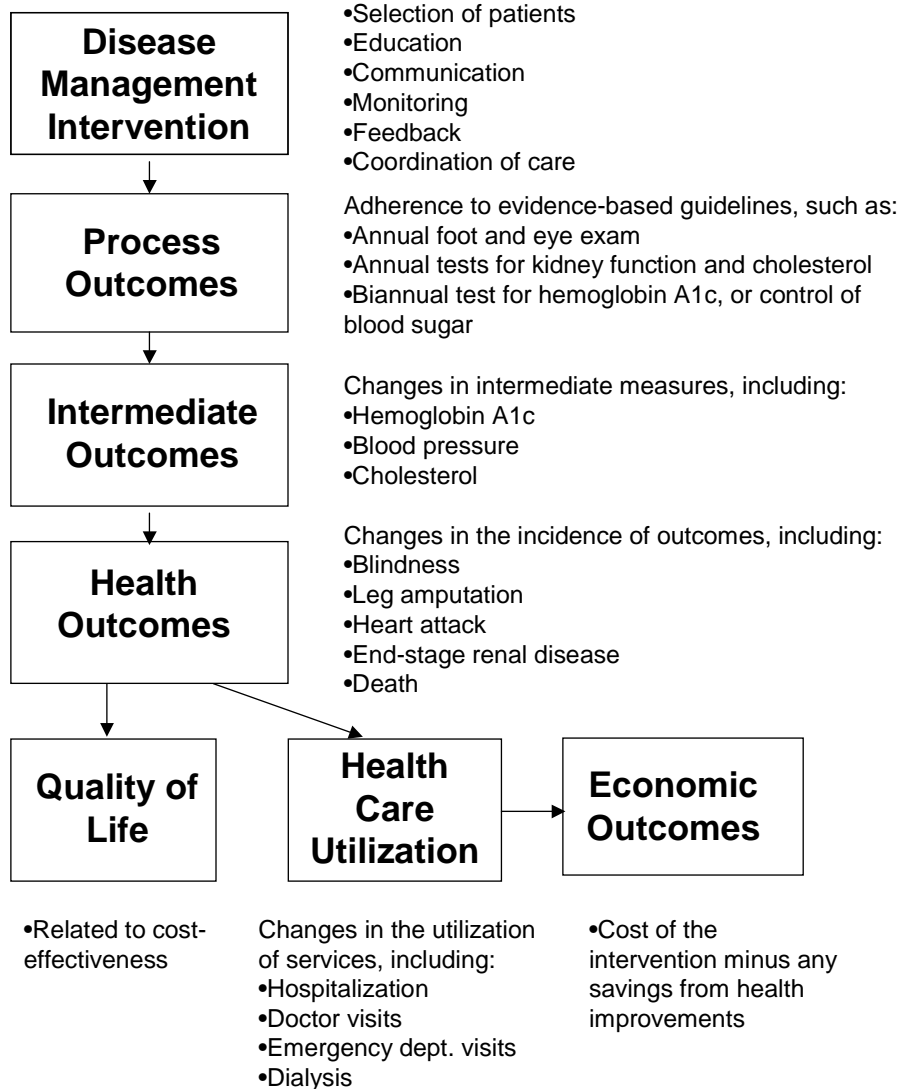 Disease
Management
Intervention
•Selection of patients
•Education
•Communication
•Monitoring
•Feedback
•Coordination of care
Process
Outcomes
Adherence to evidence-based guidelines, such as:
•Annual foot and eye exam
•Annual tests for kidney function and cholesterol
•Biannual test for hemoglobin A1c, or control of
blood sugar
Intermediate
Outcomes
Changes in intermediate measures, including:
•Hemoglobin A1c
•Blood pressure
•Cholesterol
Health
Outcomes
Changes in the incidence of outcomes, including:
•Blindness
•Leg amputation
•Heart attack
•End-stage renal disease
•Death
Quality of
Life
•Related to cost-
effectiveness
Health
Care
Utilization
Changes in the utilization
of services, including:
•Hospitalization
•Doctor visits
•Emergency dept. visits
•Dialysis
Economic
Outcomes
•Cost of the
intervention minus any
savings from health
improvements